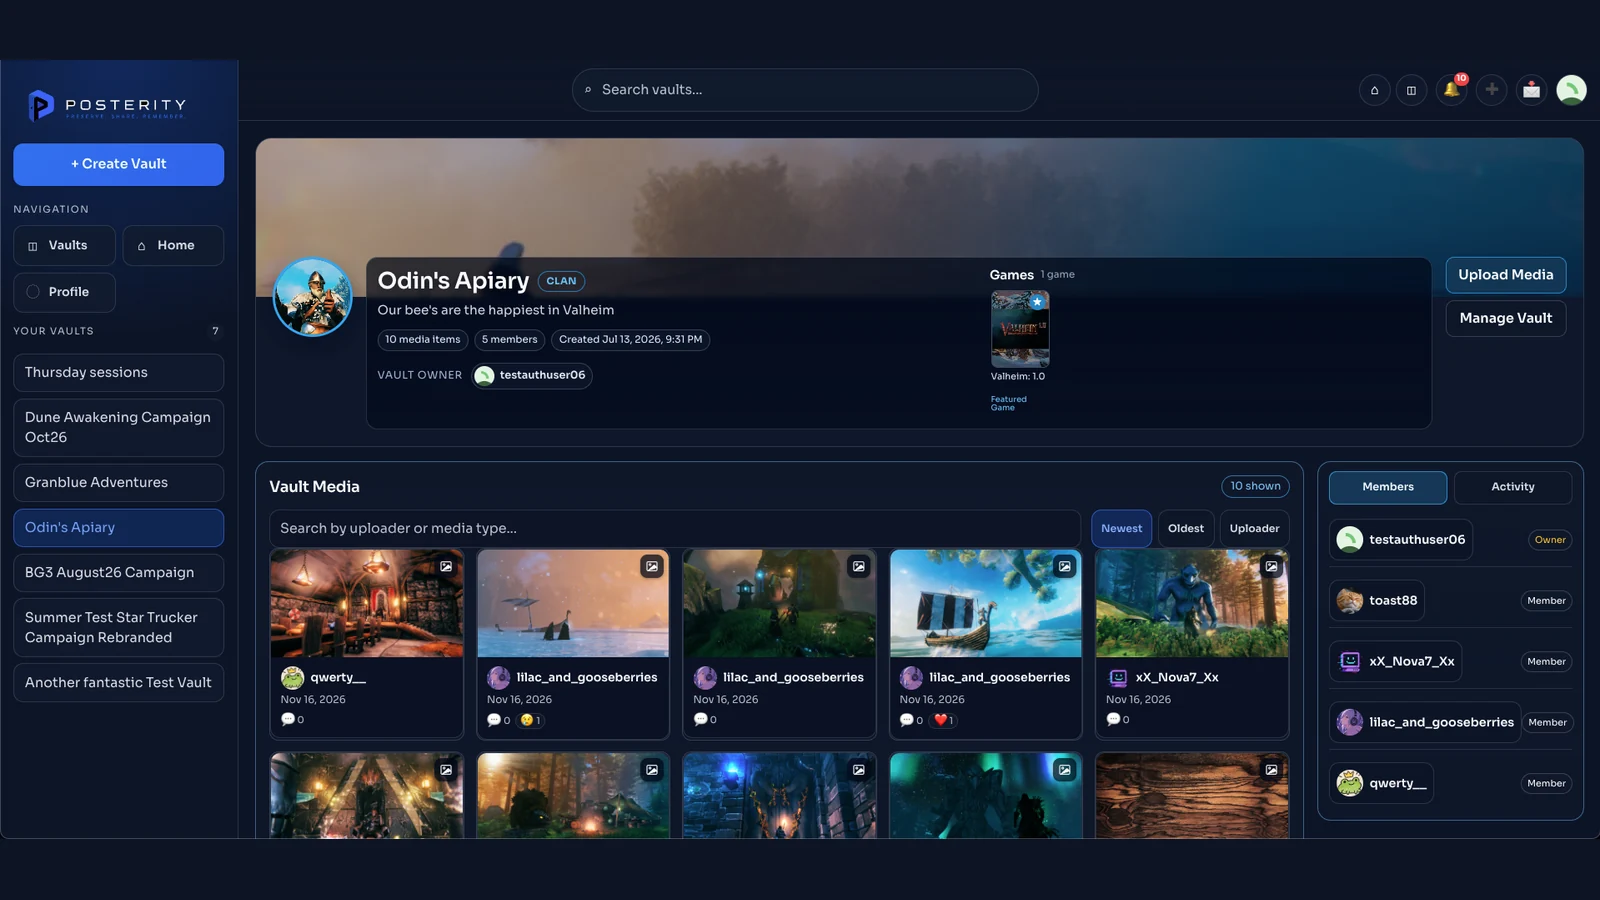 POSTERITY
PRESERVE. SHARE. REMEMBER.
Search vaults...
10
+ Create Vault
NAVIGATION
Vaults
Home
Profile
YOUR VAULTS
7
Thursday sessions
Dune Awakening Campaign
Oct26
Granblue Adventures
Odin's Apiary
BG3 August26 Campaign
Summer Test Star Trucker
Campaign Rebranded
Another fantastic Test Vault
Odin's Apiary
CLAN
Our bee's are the happiest in Valheim
10 media items
5 members
Created Jul 13, 2026, 9:31 PM
VAULT OWNER
testauthuser06
Games
1 game
VALHEIM
Valheim: 1.0
Featured
Game
Upload Media
Manage Vault
Vault Media
10 shown
Search by uploader or media type...
Newest
Oldest
Uploader
qwerty__
Nov 16, 2026
0
lilac_and_gooseberries
Nov 16, 2026
0
1
lilac_and_gooseberries
Nov 16, 2026
0
lilac_and_gooseberries
Nov 16, 2026
0
1
xX_Nova7_Xx
Nov 16, 2026
0
Members
Activity
testauthuser06
Owner
toast88
Member
xX_Nova7_Xx
Member
lilac_and_gooseberries
Member
qwerty__
Member